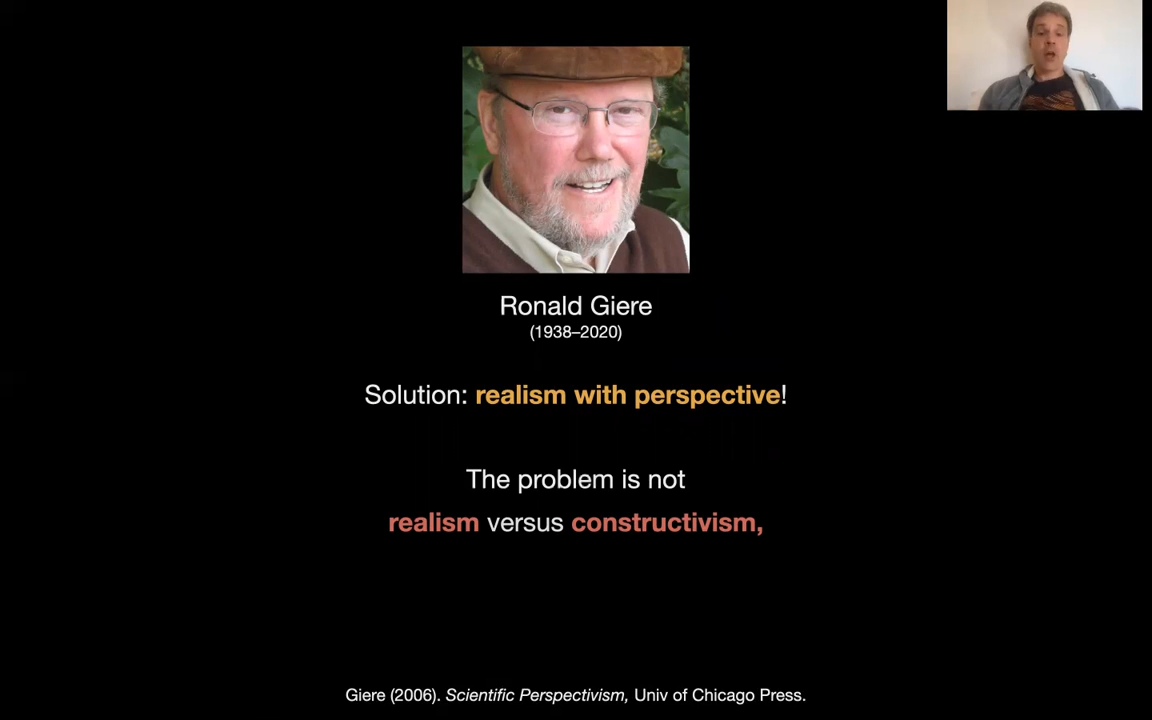 Ronald Giere
(1938–2020)
Solution: realism with perspective!
The problem is not
realism versus constructivism,
Giere (2006). Scientific Perspectivism, Univ of Chicago Press.